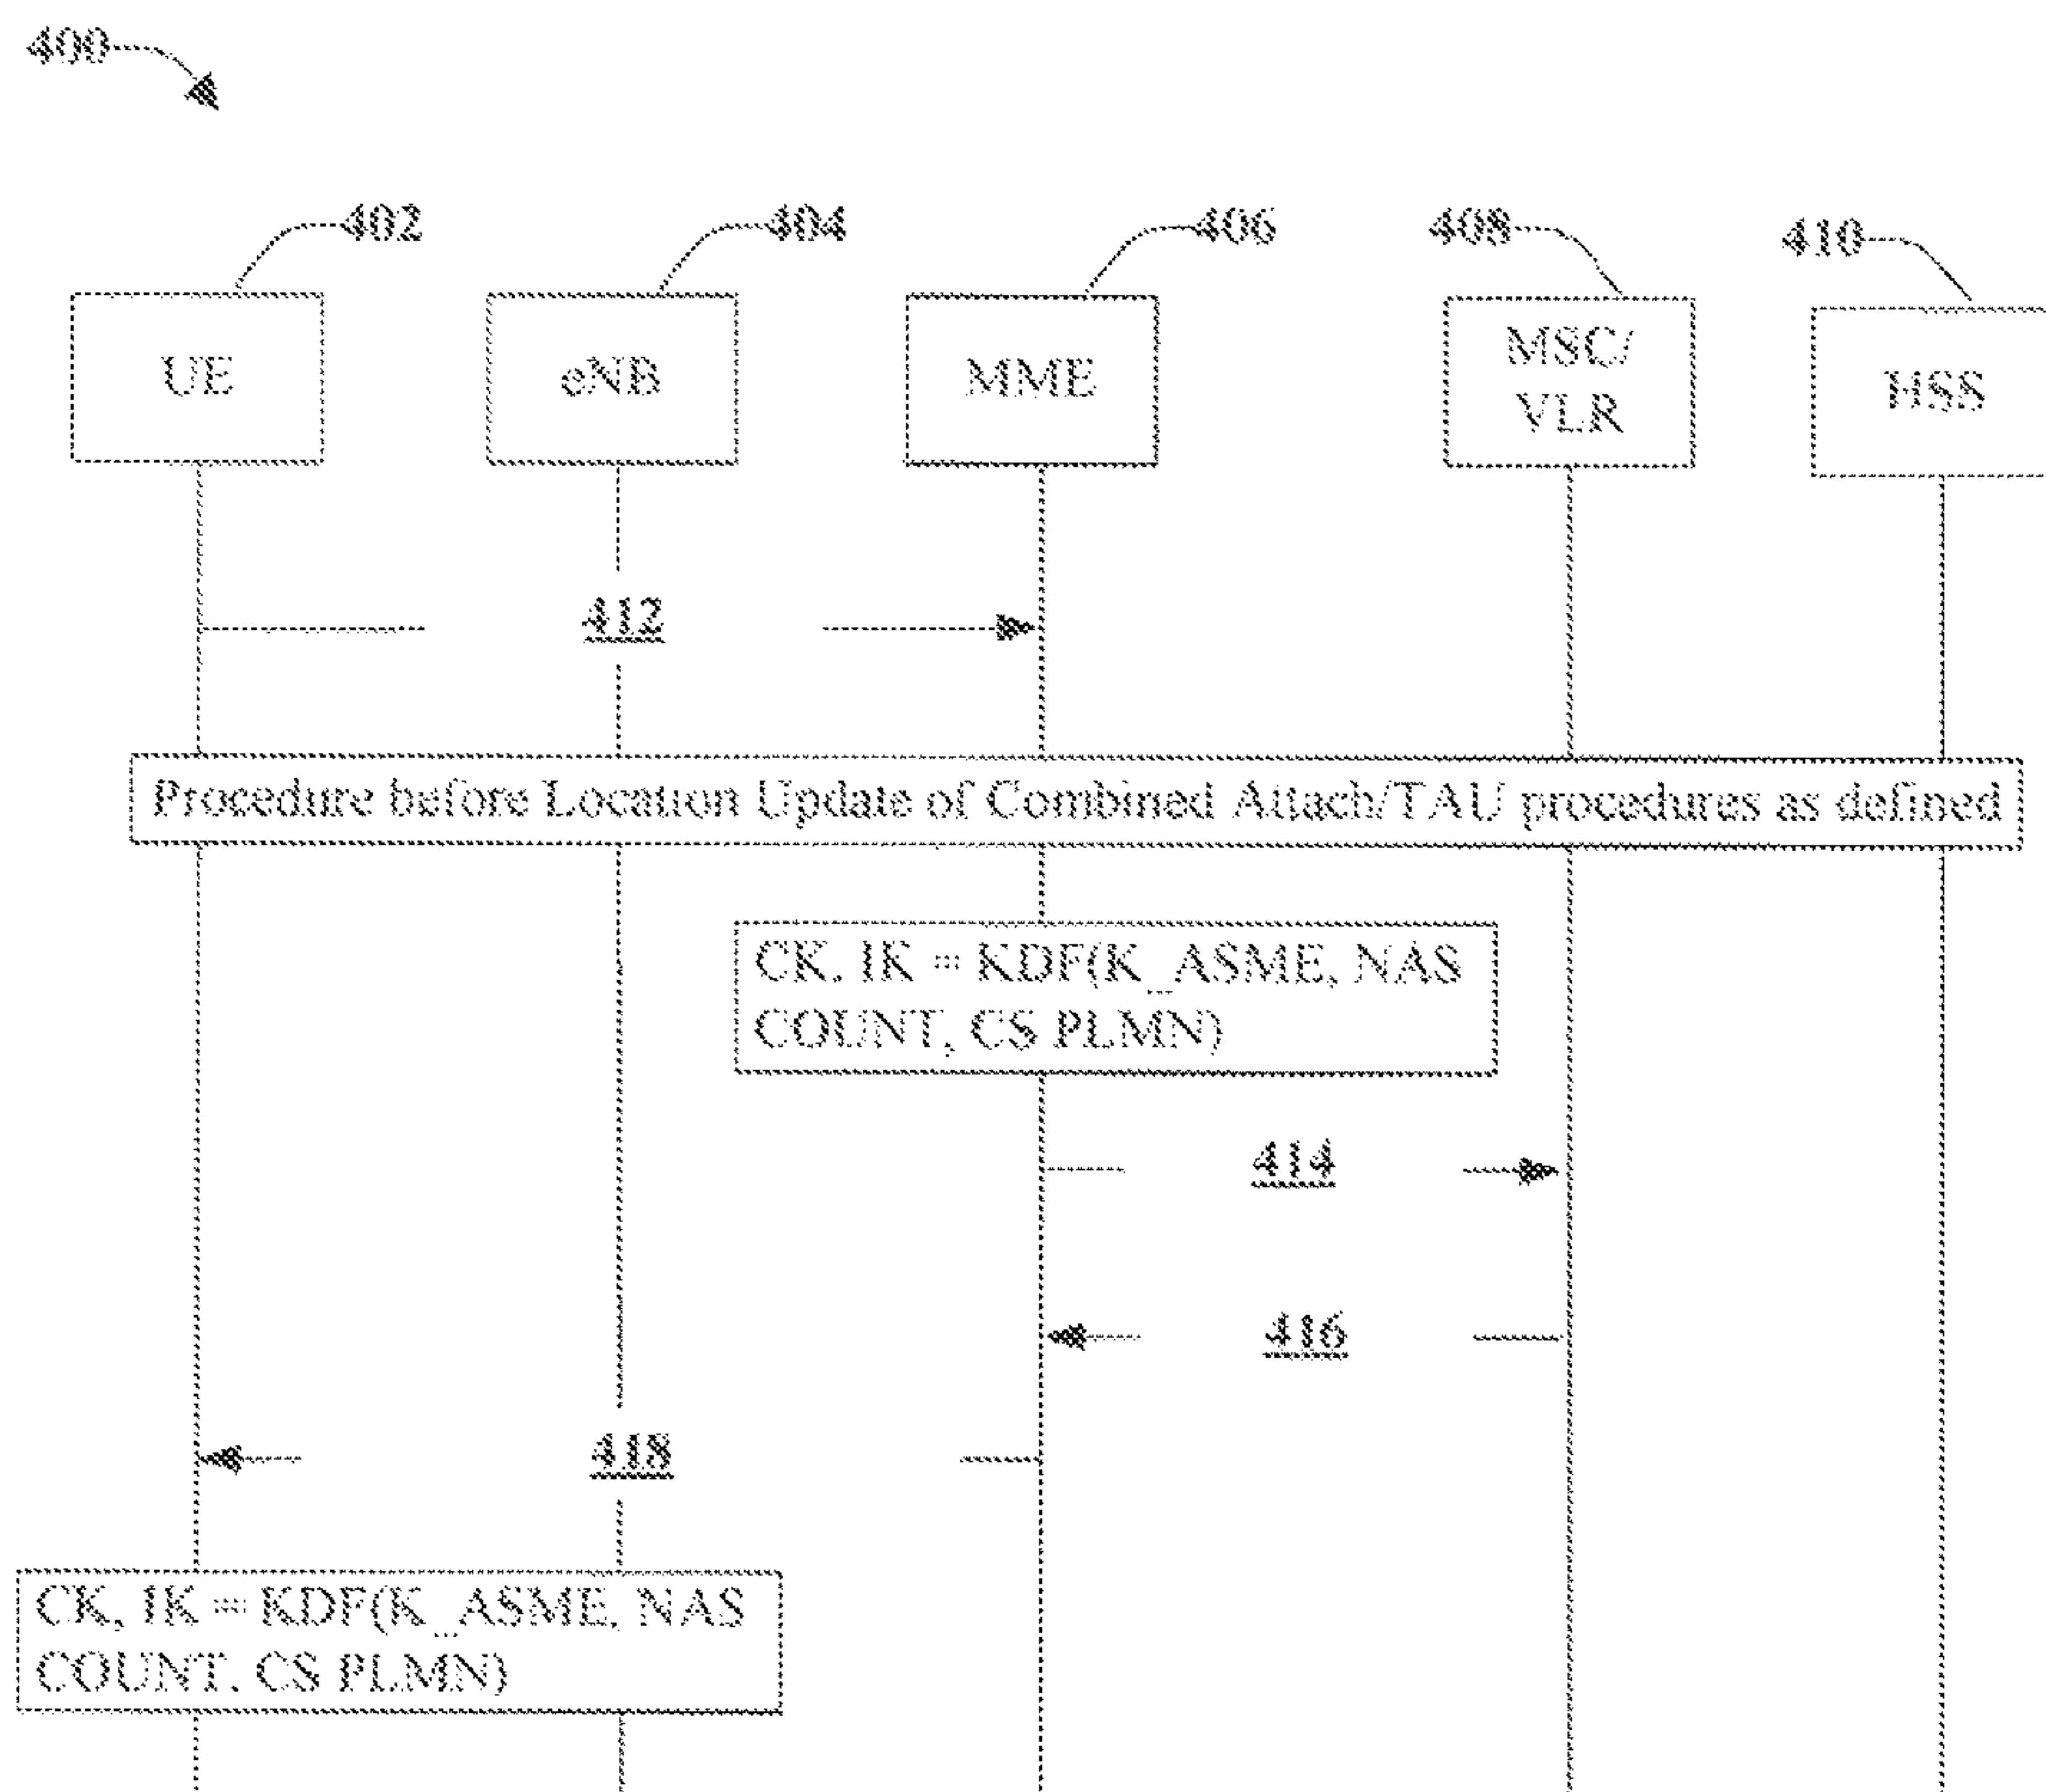 400
402
404
406
408
410
UE
eNB
MME
MSC/
VLR
HSS
412
Procedure before Location Update of Combined Attach/TAU procedures as defined
CK, IK = KDF(K_ASME, NAS
COUNT, CS PLMN)
414
416
418
CK, IK = KDF(K_ASME, NAS
COUNT, CS PLMN)